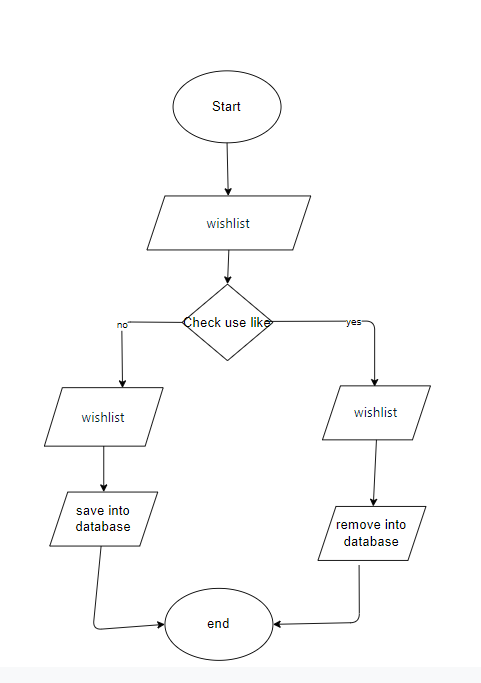 Start
wishlist
Check use like
no
yes
wishlist
wishlist
save into
database
remove into
database
end